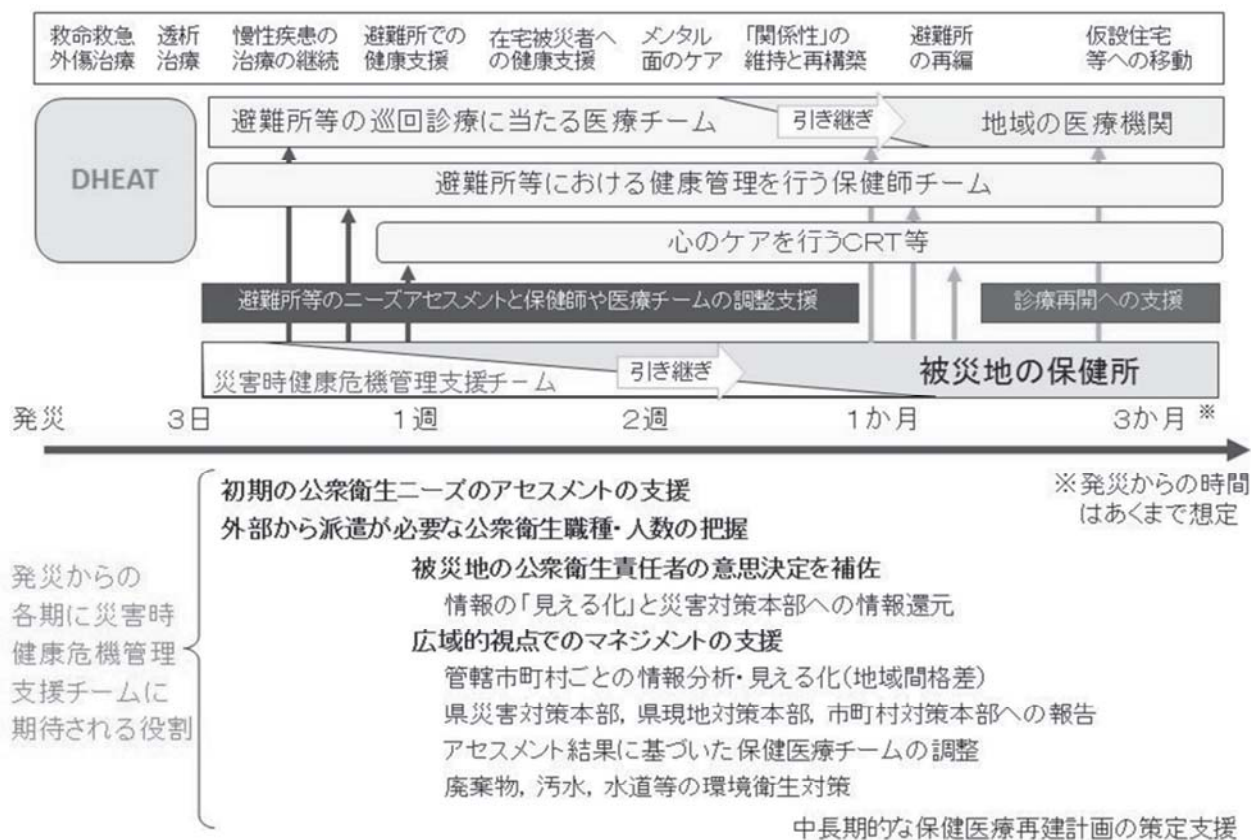 救命救急
外傷治療
透析
治療
慢性疾患の
治療の継続
避難所での
健康支援
在宅被災者へ
の健康支援
メンタル
面のケア
「関係性」の
維持と再構築
避難所
の再編
仮設住宅
等への移動
DHEAT
避難所等の巡回診療に当たる医療チーム
引き継ぎ
地域の医療機関
避難所等における健康管理を行う保健師チーム
心のケアを行うCRT等
避難所等のニーズアセスメントと保健師や医療チームの調整支援
診療再開への支援
災害時健康危機管理支援チーム
引き継ぎ
被災地の保健所
発災 3日 1週 2週 1か月 3か月 ※
※発災からの時間
はあくまで想定
発災からの
各期に災害時
健康危機管理
支援チームに
期待される役割
初期の公衆衛生ニーズのアセスメントの支援
外部から派遣が必要な公衆衛生職種・人数の把握
被災地の公衆衛生責任者の意思決定を補佐
情報の「見える化」と災害対策本部への情報還元
広域的視点でのマネジメントの支援
管轄市町村ごとの情報分析・見える化(地域間格差)
県災害対策本部, 県現地対策本部, 市町村対策本部への報告
アセスメント結果に基づいた保健医療チームの調整
廃棄物, 汚水, 水道等の環境衛生対策
中長期的な保健医療再建計画の策定支援